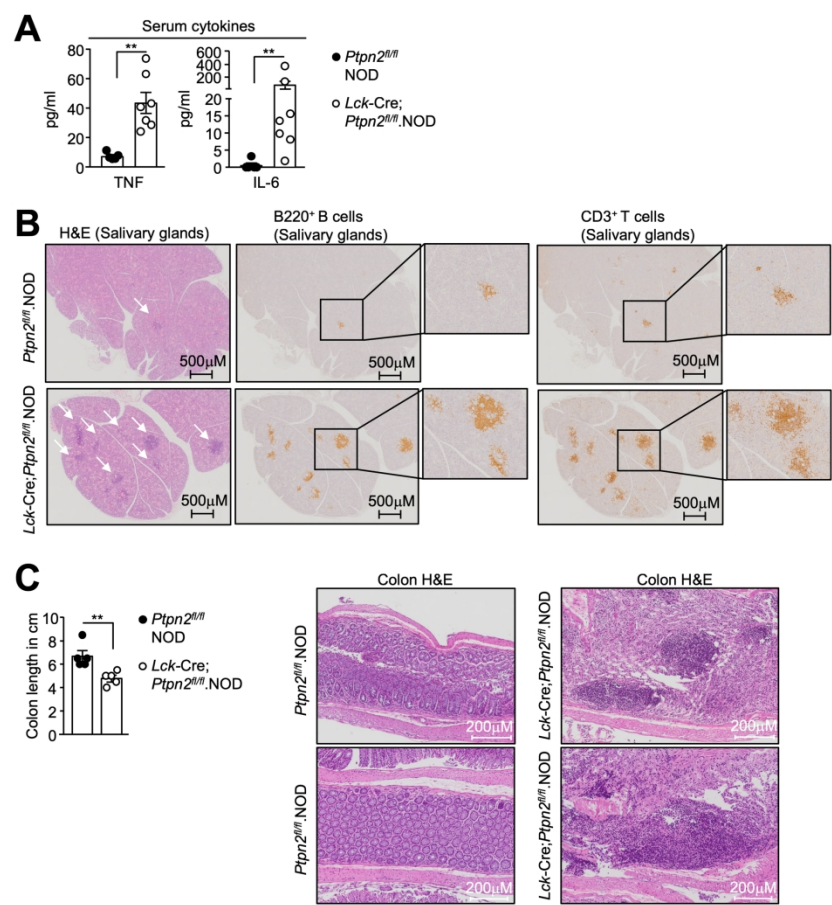 A
Serum cytokines
pg/ml
80
60
40
20
0
**
TNF
pg/ml
600
400
200
20
15
10
5
0
**
IL-6
Ptpn2fl/fl
NOD
Lck-Cre;
Ptpn2fl/fl.NOD
B
H&E (Salivary glands)
B220+ B cells
(Salivary glands)
CD3+ T cells
(Salivary glands)
Ptpn2fl/fl.NOD
500μM
500μM
500μM
Lck-Cre;Ptpn2fl/fl.NOD
500μM
500μM
500μM
C
Colon length in cm
10
8
6
4
2
0
**
Ptpn2fl/fl
NOD
Lck-Cre;
Ptpn2fl/fl.NOD
Colon H&E
Colon H&E
Ptpn2fl/fl.NOD
200μM
Lck-Cre;Ptpn2fl/fl.NOD
200μM
Ptpn2fl/fl.NOD
200μM
Lck-Cre;Ptpn2fl/fl.NOD
200μM